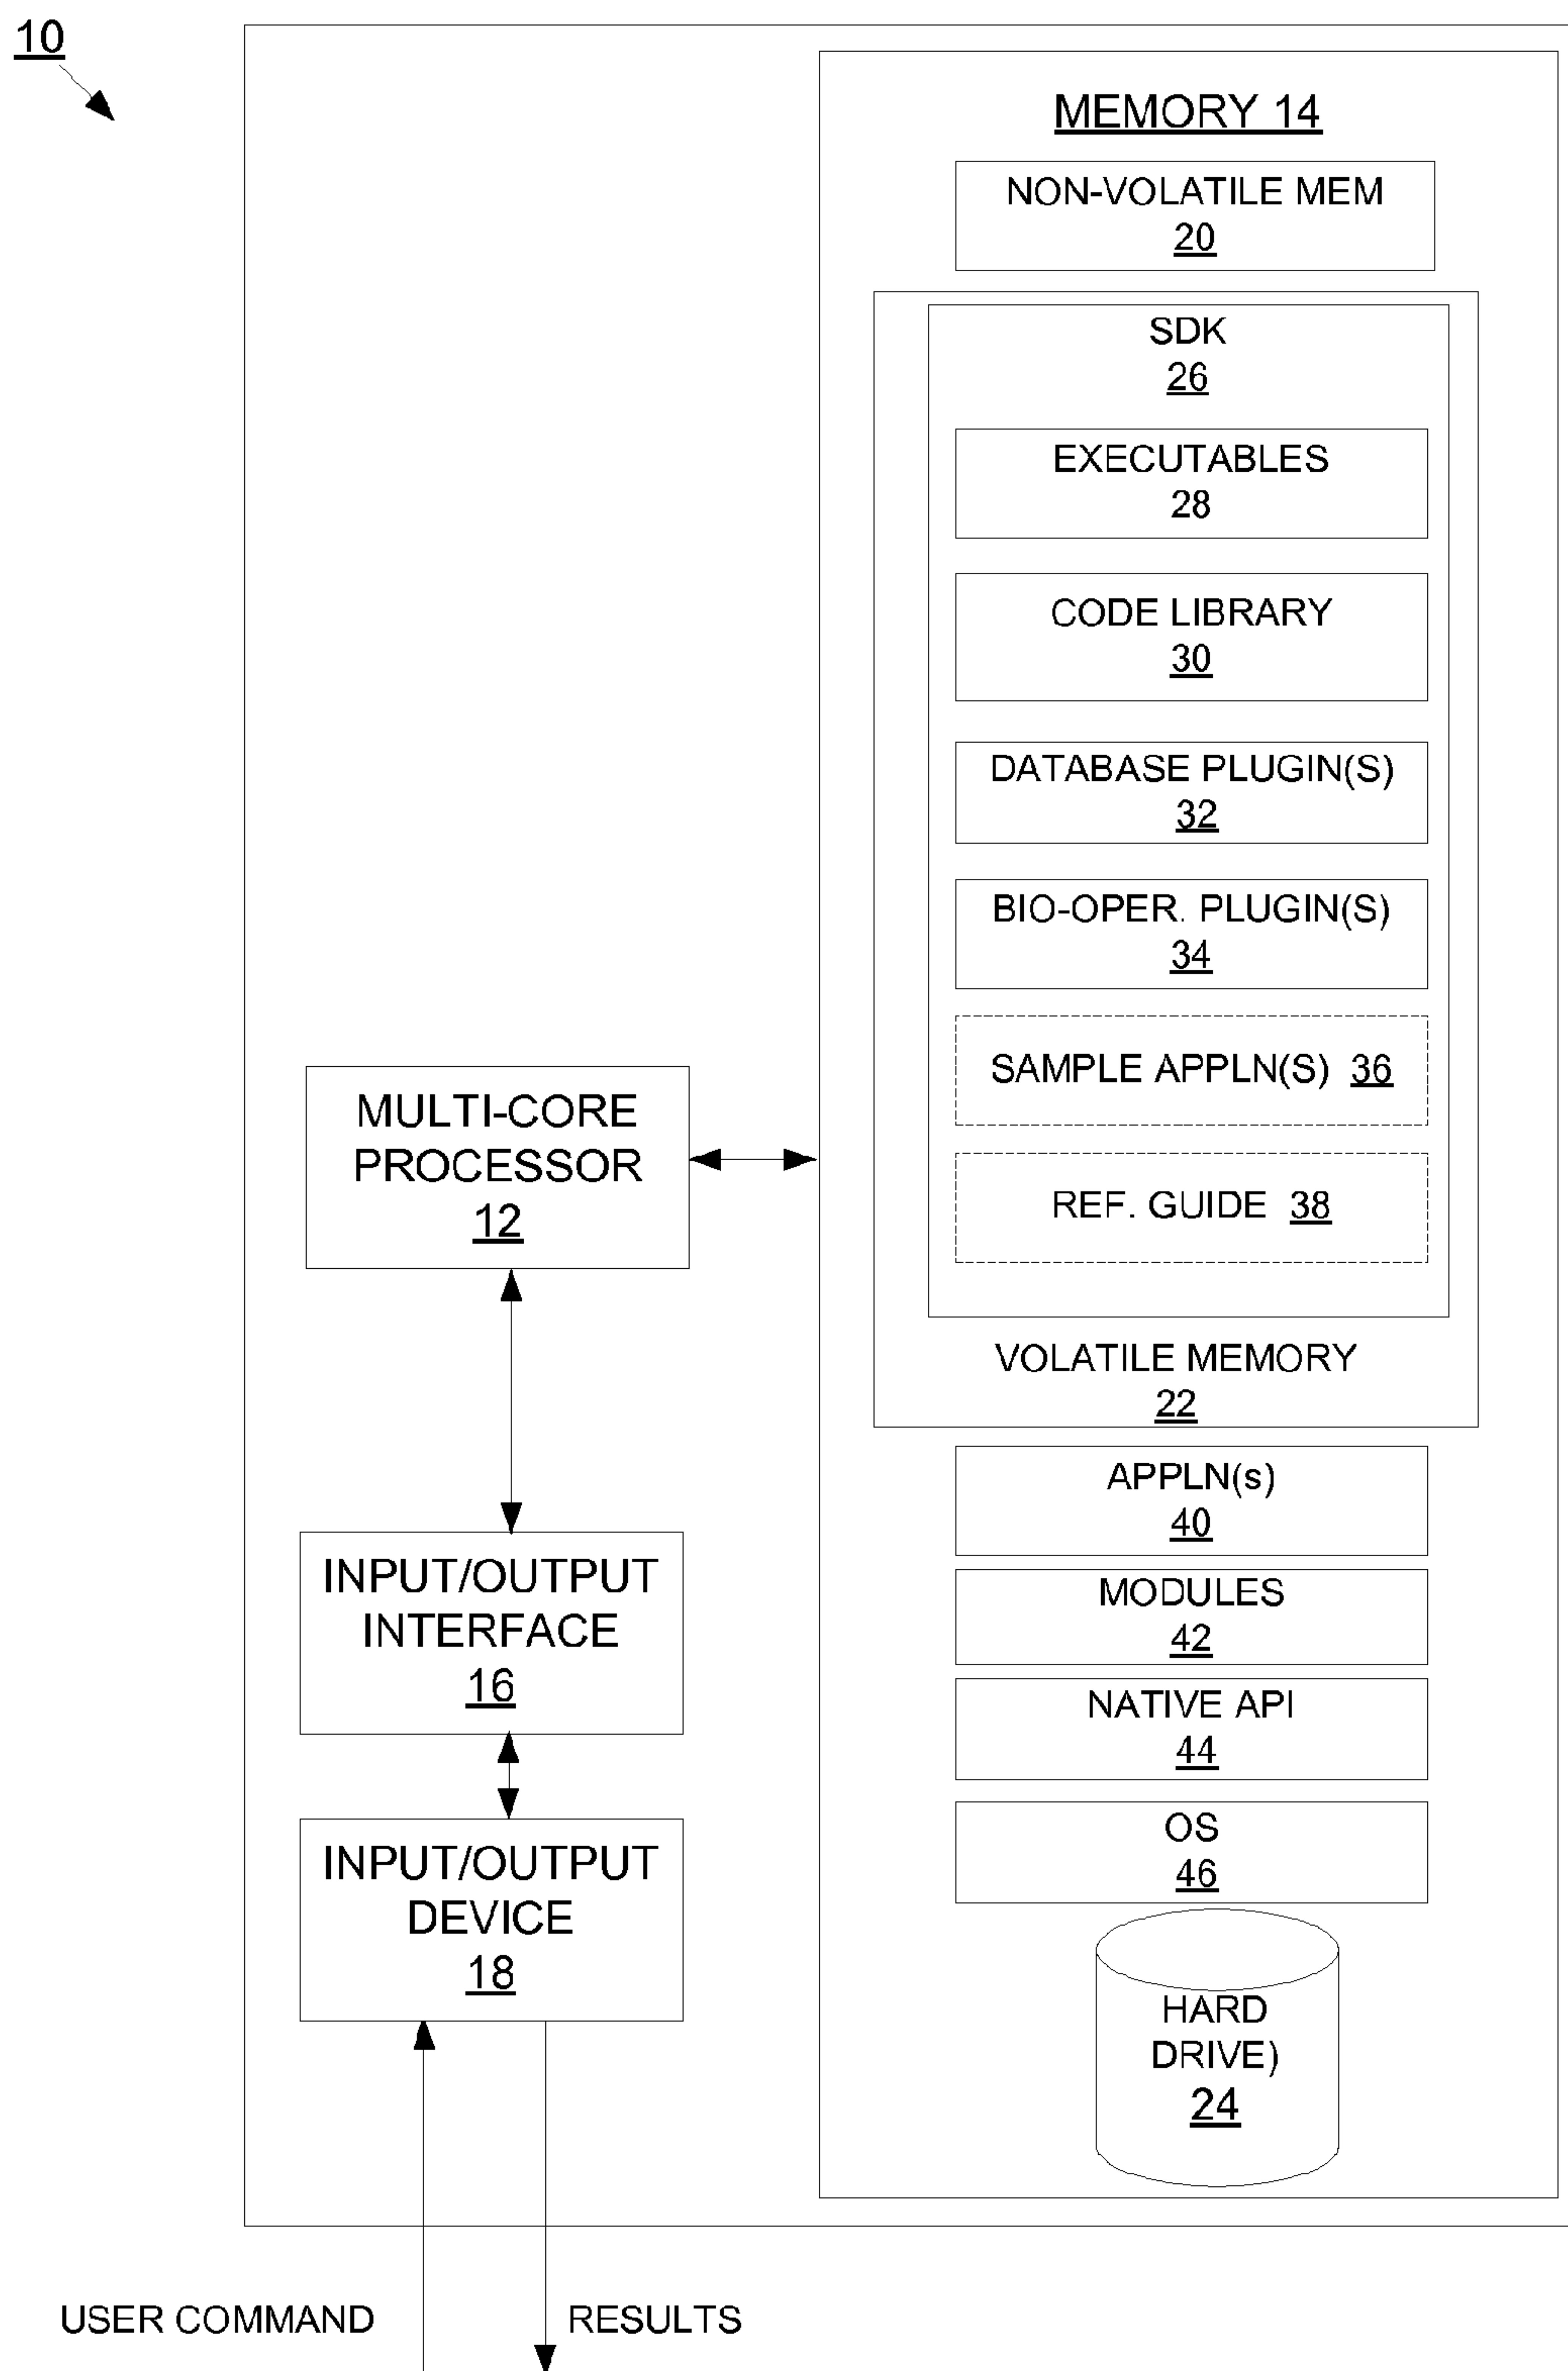 10
MEMORY 14
NON-VOLATILE MEM
20
SDK
26
EXECUTABLES
28
CODE LIBRARY
30
DATABASE PLUGIN(S)
32
BIO-OPER. PLUGIN(S)
34
SAMPLE APPLN(S) 36
REF. GUIDE 38
VOLATILE MEMORY
22
APPLN(s)
40
MODULES
42
NATIVE API
44
OS
46
HARD
DRIVE)
24
MULTI-CORE
PROCESSOR
12
INPUT/OUTPUT
INTERFACE
16
INPUT/OUTPUT
DEVICE
18
USER COMMAND
RESULTS